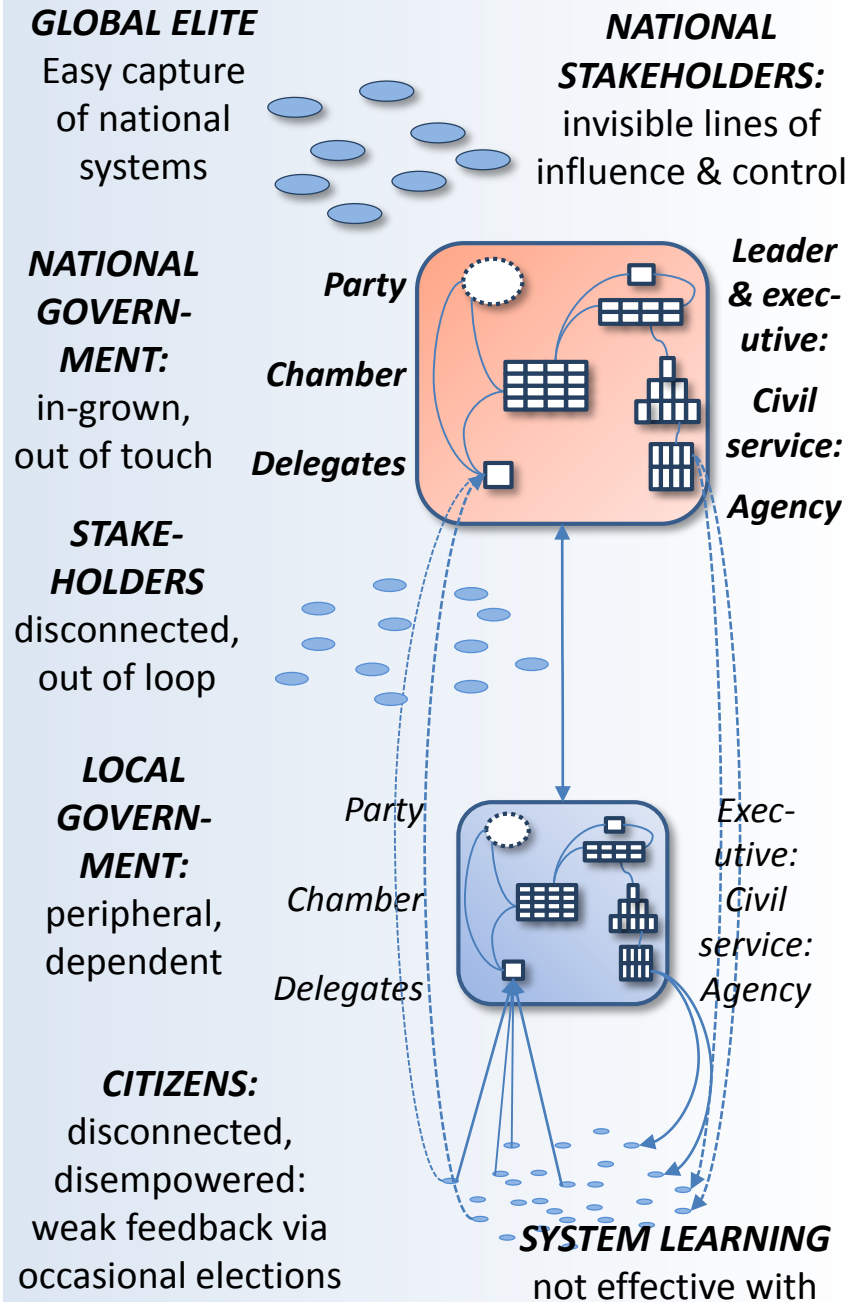 GLOBAL ELITE
Easy capture
of national
systems
NATIONAL
STAKEHOLDERS:
invisible lines of
influence & control
NATIONAL
GOVERN-
MENT:
in-grown,
out of touch
Party
Chamber
Delegates
Leader
& exec-
utive:
Civil
service:
Agency
STAKE-
HOLDERS
disconnected,
out of loop
LOCAL
GOVERN-
MENT:
peripheral,
dependent
Party
Chamber
Delegates
Exec-
utive:
Civil
service:
Agency
CITIZENS:
disconnected,
disempowered:
weak feedback via
occasional elections
SYSTEM LEARNING
not effective with